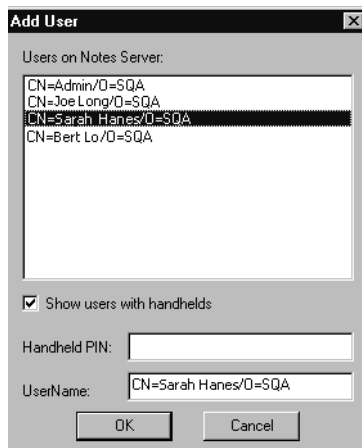 Add User
Users on Notes Server:
CN=Admin/O=SQA
CN=Joe Long/O=SQA
CN=Sarah Hanes/O=SQA
CN=Bert Lo/O=SQA
Show users with handhelds
Handheld PIN:
UserName: CN=Sarah Hanes/O=SQA
OK Cancel